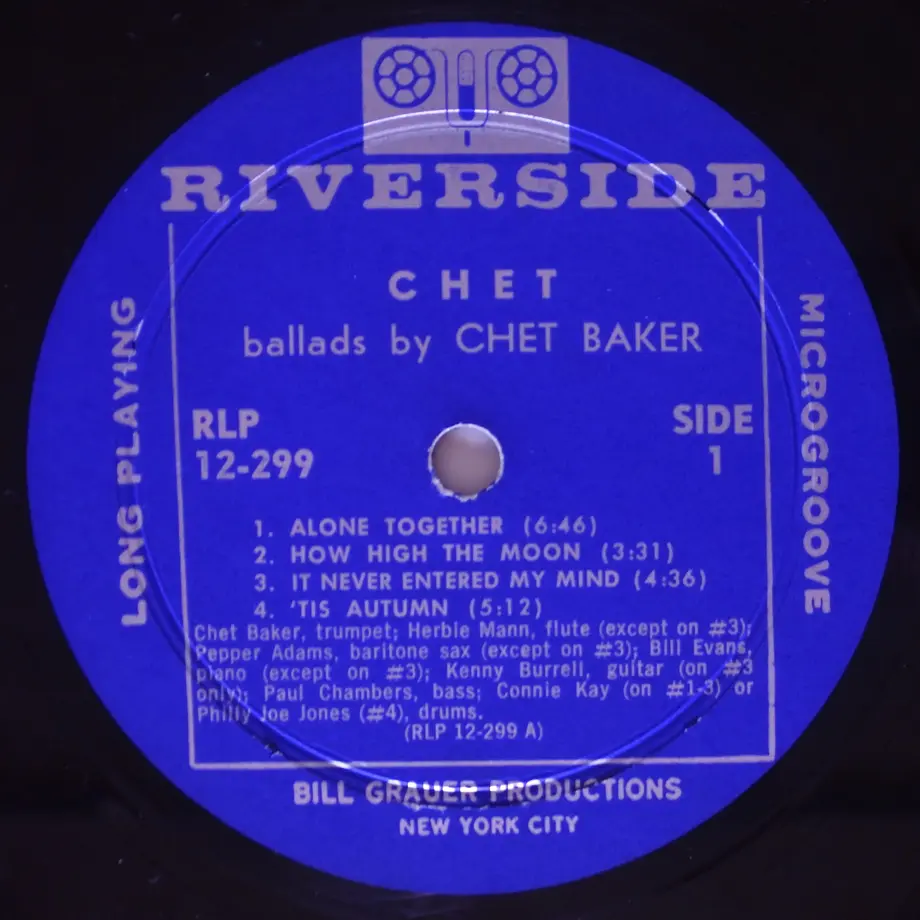 RIVERSIDE
CHET
ballads by CHET BAKER
LONG PLAYING
MICROGROOVE
RLP
12-299
SIDE
1
1. ALONE TOGETHER (6:46)
2. HOW HIGH THE MOON (3:31)
3. IT NEVER ENTERED MY MIND (4:36)
4. 'TIS AUTUMN (5:12)
Chet Baker, trumpet; Herbie Mann, flute (except on #3);
Pepper Adams, baritone sax (except on #3); Bill Evans,
piano (except on #3); Kenny Burrell, guitar (on #3
only); Paul Chambers, bass; Connie Kay (on #1-3) or
Philly Joe Jones (#4), drums.
(RLP 12-299 A)
BILL GRAUER PRODUCTIONS
NEW YORK CITY